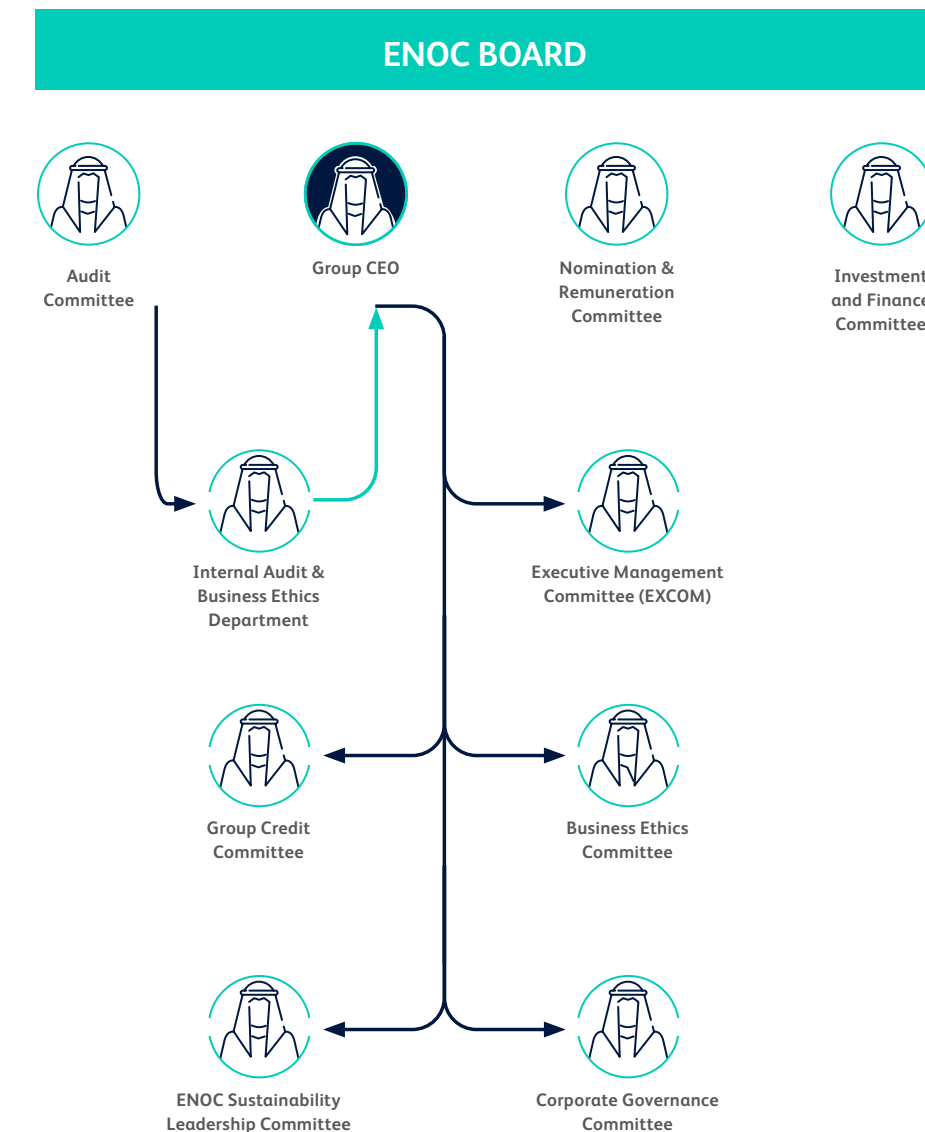 ENOC BOARD
Audit
Committee
Group CEO
Nomination &
Remuneration
Committee
Investment
and Finance
Committee
Internal Audit &
Business Ethics
Department
Executive Management
Committee (EXCOM)
Group Credit
Committee
Business Ethics
Committee
ENOC Sustainability
Leadership Committee
Corporate Governance
Committee